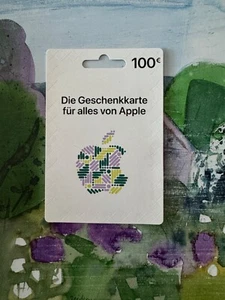 100€
Die Geschenkkarte
für alles von Apple